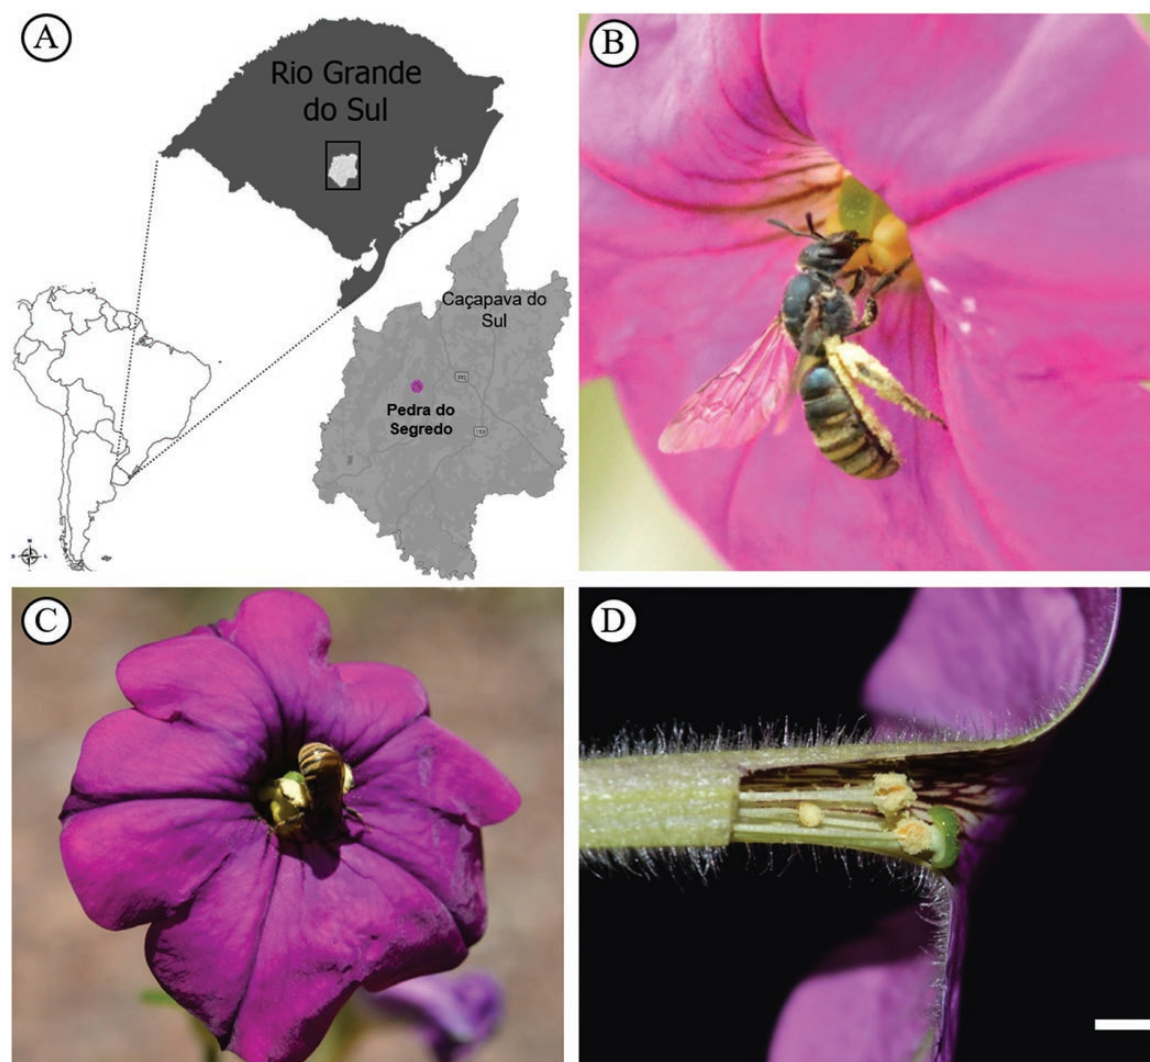 A
Rio Grande
do Sul
Caçapava do
Sul
Pedra do
Segredo
B
C
D